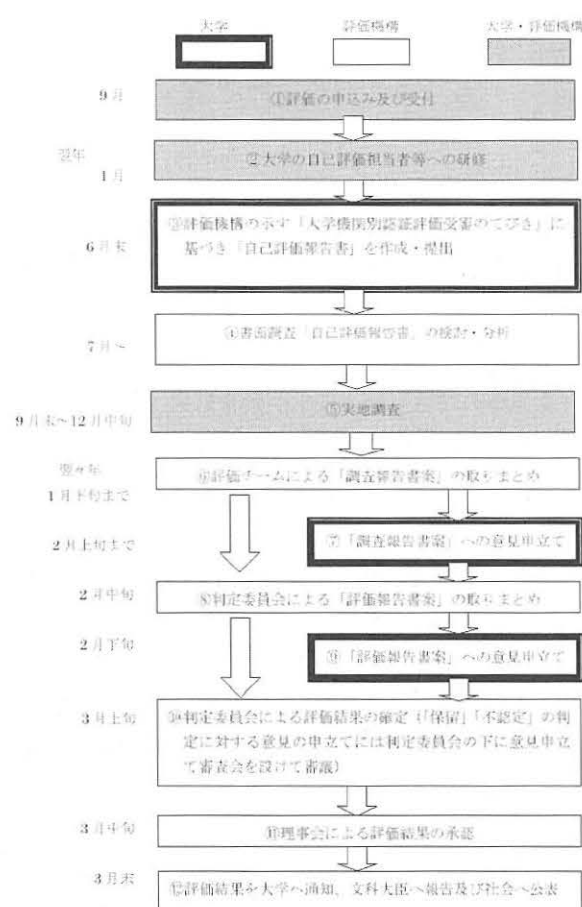 大学
評価機構
大学・評価機構
9月
①評価の申込み及び受付
翌年
1月
②大学の自己評価担当者等への研修
6月末
③評価機構の示す「大学機関別認証評価受審のてびき」に
基づき「自己評価報告書」を作成・提出
7月~
④書面調査「自己評価報告書」の検討・分析
9月末~12月中旬
⑤実地調査
翌々年
1月下旬まで
⑥評価チームによる「調査報告書案」の取りまとめ
2月上旬まで
⑦「調査報告書案」への意見申立て
2月中旬
⑧判定委員会による「評価報告書案」の取りまとめ
2月下旬
⑨「評価報告書案」への意見申立て
3月上旬
⑩判定委員会による評価結果の確定(「保留」「不認定」の判
定に対する意見の申立てには判定委員会の下に意見申立
て審査会を設けて審議)
3月中旬
⑪理事会による評価結果の承認
3月末
⑫評価結果を大学へ通知、文科大臣へ報告及び社会へ公表